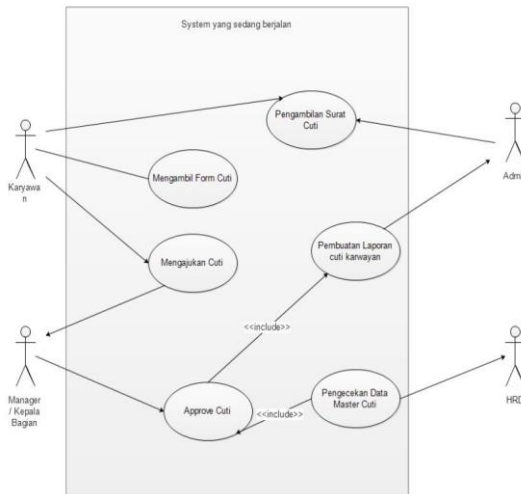 System yang sedang berjalan
Pengambilan Surat
Cuti
Karyawa
n
Admi
Mengambil Form Cuti
Mengajukan Cuti
Pembuatan Laporan
cuti karwayan
<<include>>
Manager
/ Kepala
Bagian
Approve Cuti
<<include>>
Pengecekan Data
Master Cuti
HRD